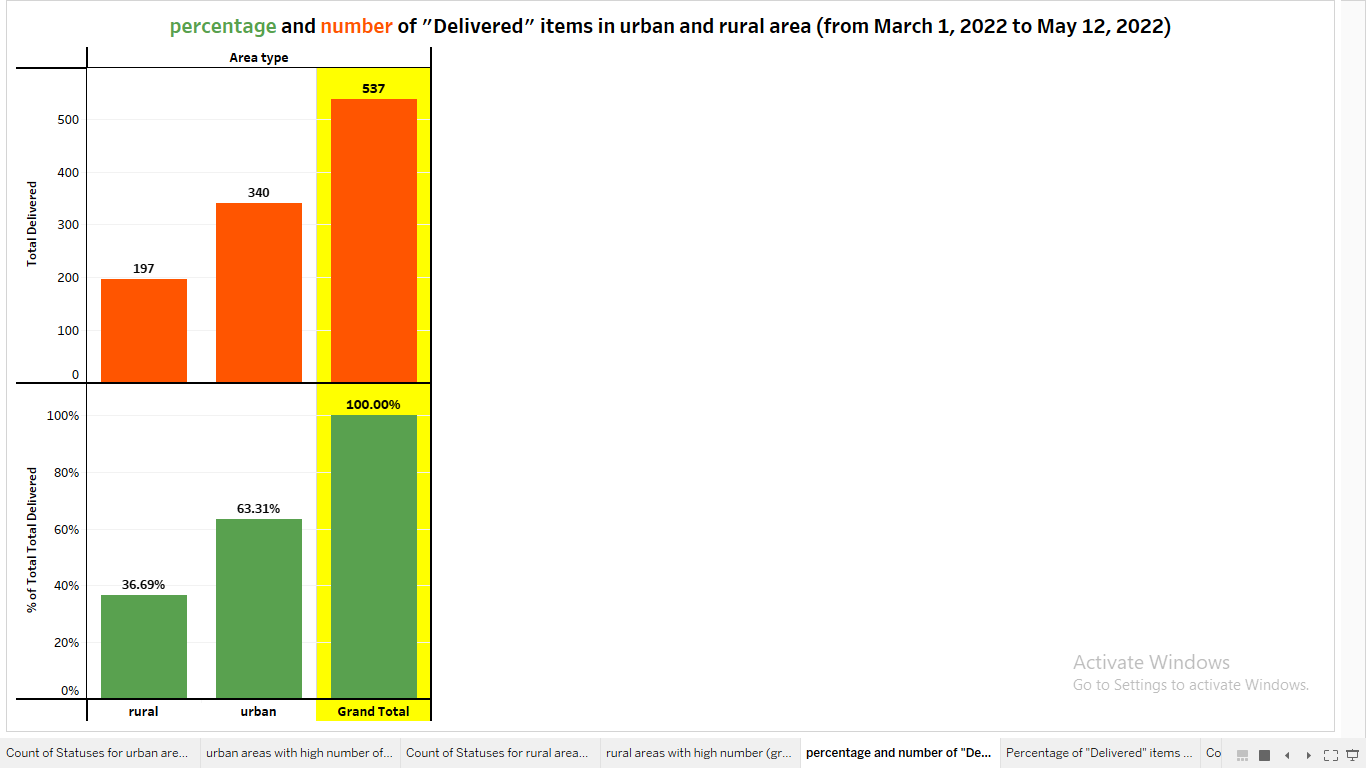 percentage and number of ”Delivered” items in urban and rural area (from March 1, 2022 to May 12, 2022)
Area type
Total Delivered
500
400
300
200
100
0
197
340
537
% of Total Total Delivered
100%
80%
60%
40%
20%
0%
36.69%
63.31%
100.00%
rural
urban
Grand Total
Activate Windows
Go to Settings to activate Windows.
Count of Statuses for urban are...
urban areas with high number of...
Count of Statuses for rural area...
rural areas with high number (gr...
percentage and number of "De...
Percentage of "Delivered" items ...
Co